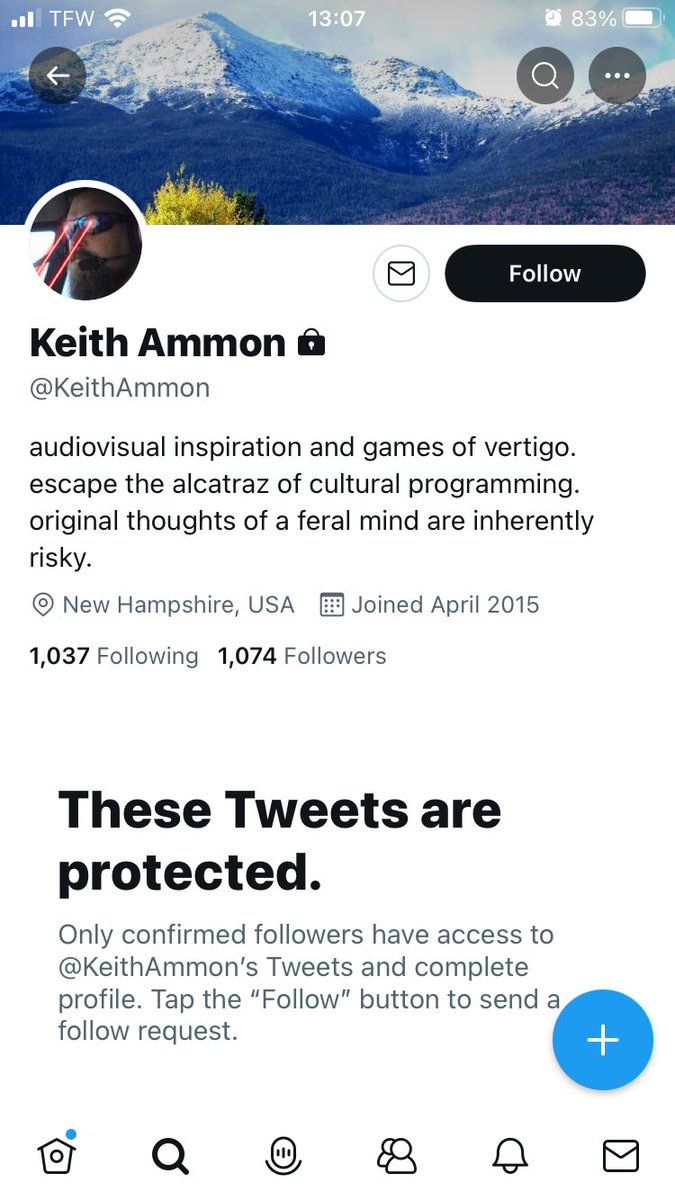 TFW 13:07 83%
Follow
Keith Ammon
@KeithAmmon
audiovisual inspiration and games of vertigo.
escape the alcatraz of cultural programming.
original thoughts of a feral mind are inherently
risky.
New Hampshire, USA Joined April 2015
1,037 Following 1,074 Followers
These Tweets are
protected.
Only confirmed followers have access to
@KeithAmmon’s Tweets and complete
profile. Tap the “Follow” button to send a
follow request.